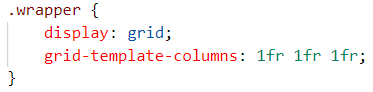 .wrapper {
    display: grid;
    grid-template-columns: 1fr 1fr 1fr;
}